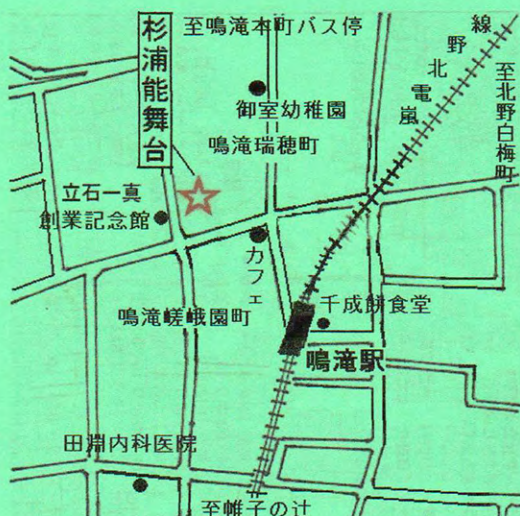 至鳴滝本町バス停
杉浦能舞台
嵐電北野線
至北野白梅町
御室幼稚園
鳴滝瑞穂町
立石一真
創業記念館
カフェ
千成餅食堂
鳴滝嵯峨園町
鳴滝駅
田淵内科医院
至帷子の辻